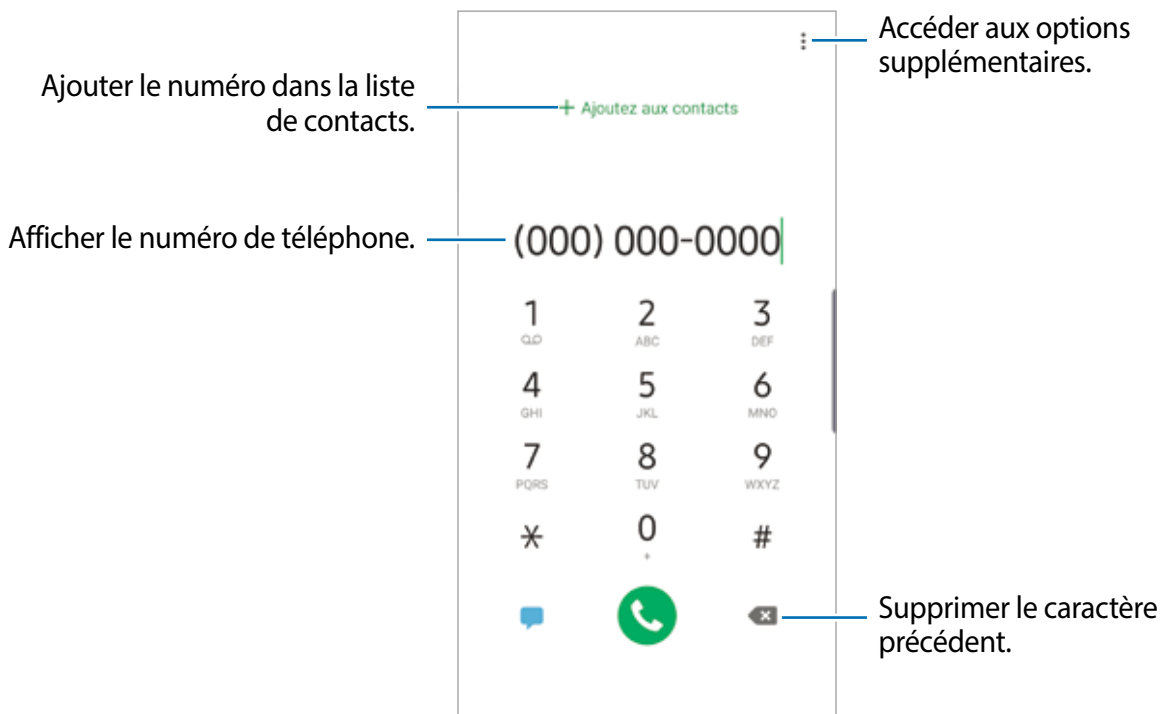 Accéder aux options
supplémentaires.
Ajouter le numéro dans la liste
de contacts.
+ Ajoutez aux contacts
Afficher le numéro de téléphone.
(000) 000-0000
1 2 3
ABC DEF
4 5 6
GHI JKL MNO
7 8 9
PQRS TUV WXYZ
* 0 #
+
Supprimer le caractère
précédent.